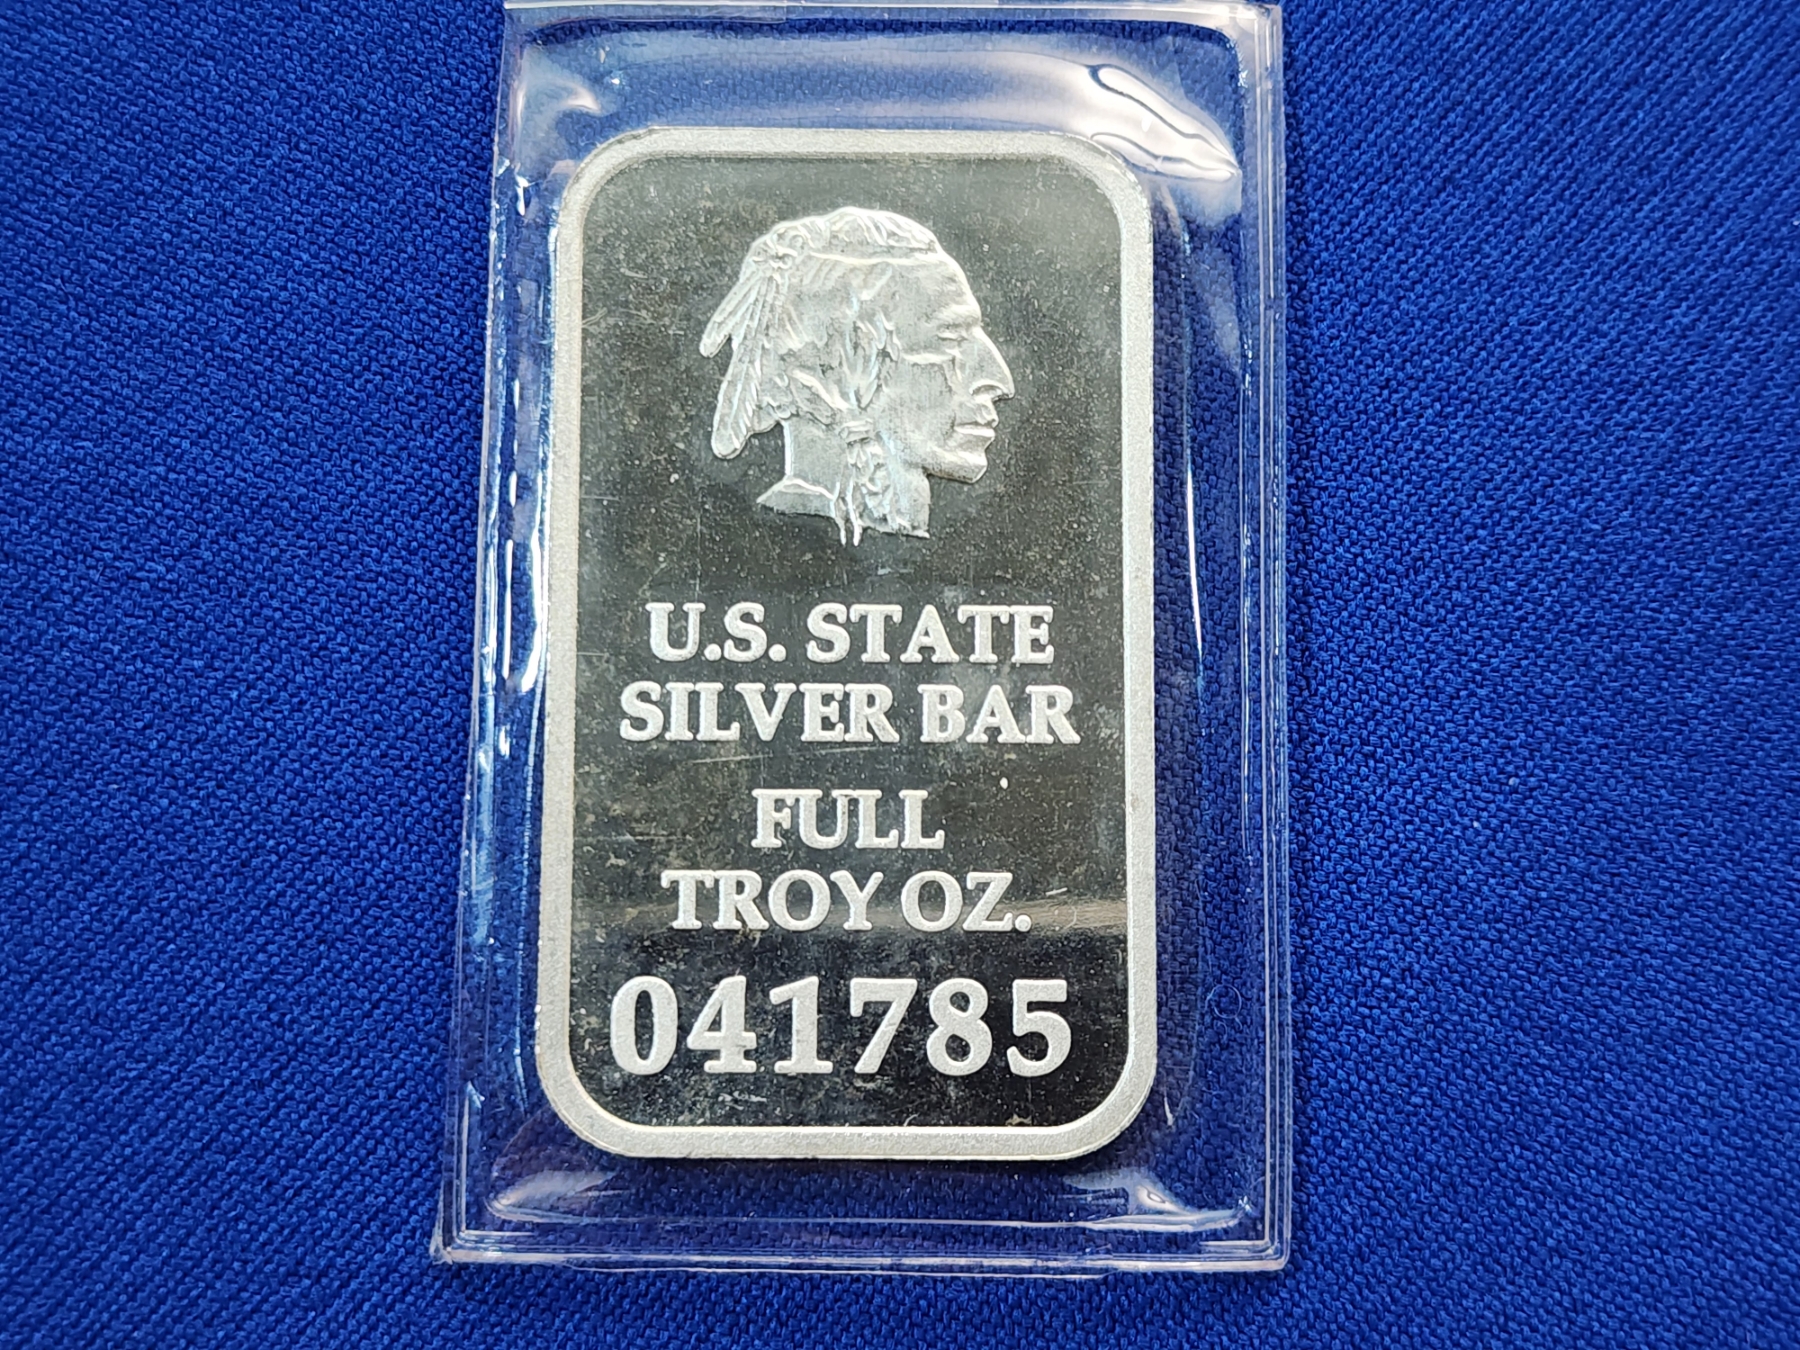 U.S. STATE
SILVER BAR
FULL
TROY OZ.
041785